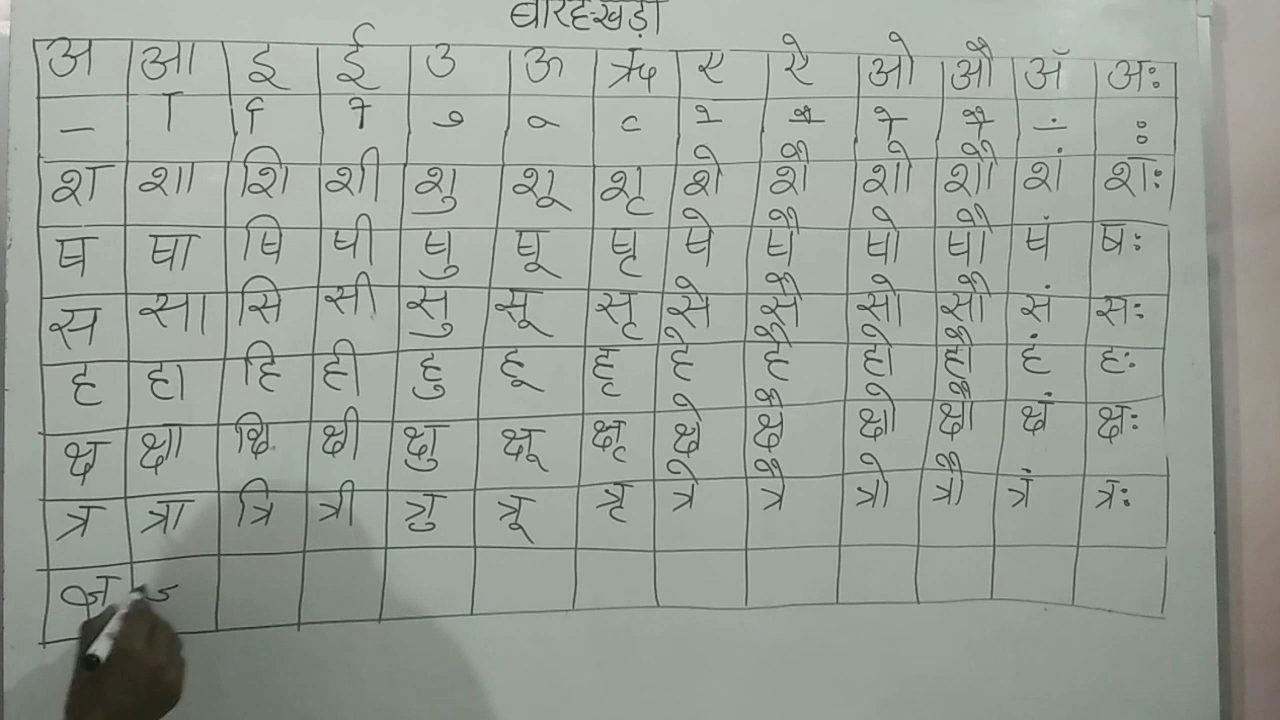 बारहखड़ी
अ आ इ ई उ ऊ ऋ ए ऐ ओ औ अं अः
– ा ि ी ु ू ृ े ै ो ौ ं ः
श शा शि शी शु शू शृ शे शै शो शौ शं शः
ष षा षि षी षु षू षृ षे षै षो षौ षं षः
स सा सि सी सु सू सृ से सै सो सौ सं सः
ह हा हि ही हु हू हृ हे है हो हौ हं हः
क्ष क्षा क्षि क्षी क्षु क्षू क्षृ क्षे क्षै क्षो क्षौ क्षं क्षः
त्र त्रा त्रि त्री त्रु त्रू त्रृ त्रे त्रै त्रो त्रौ त्रं त्रः
ज्ञ